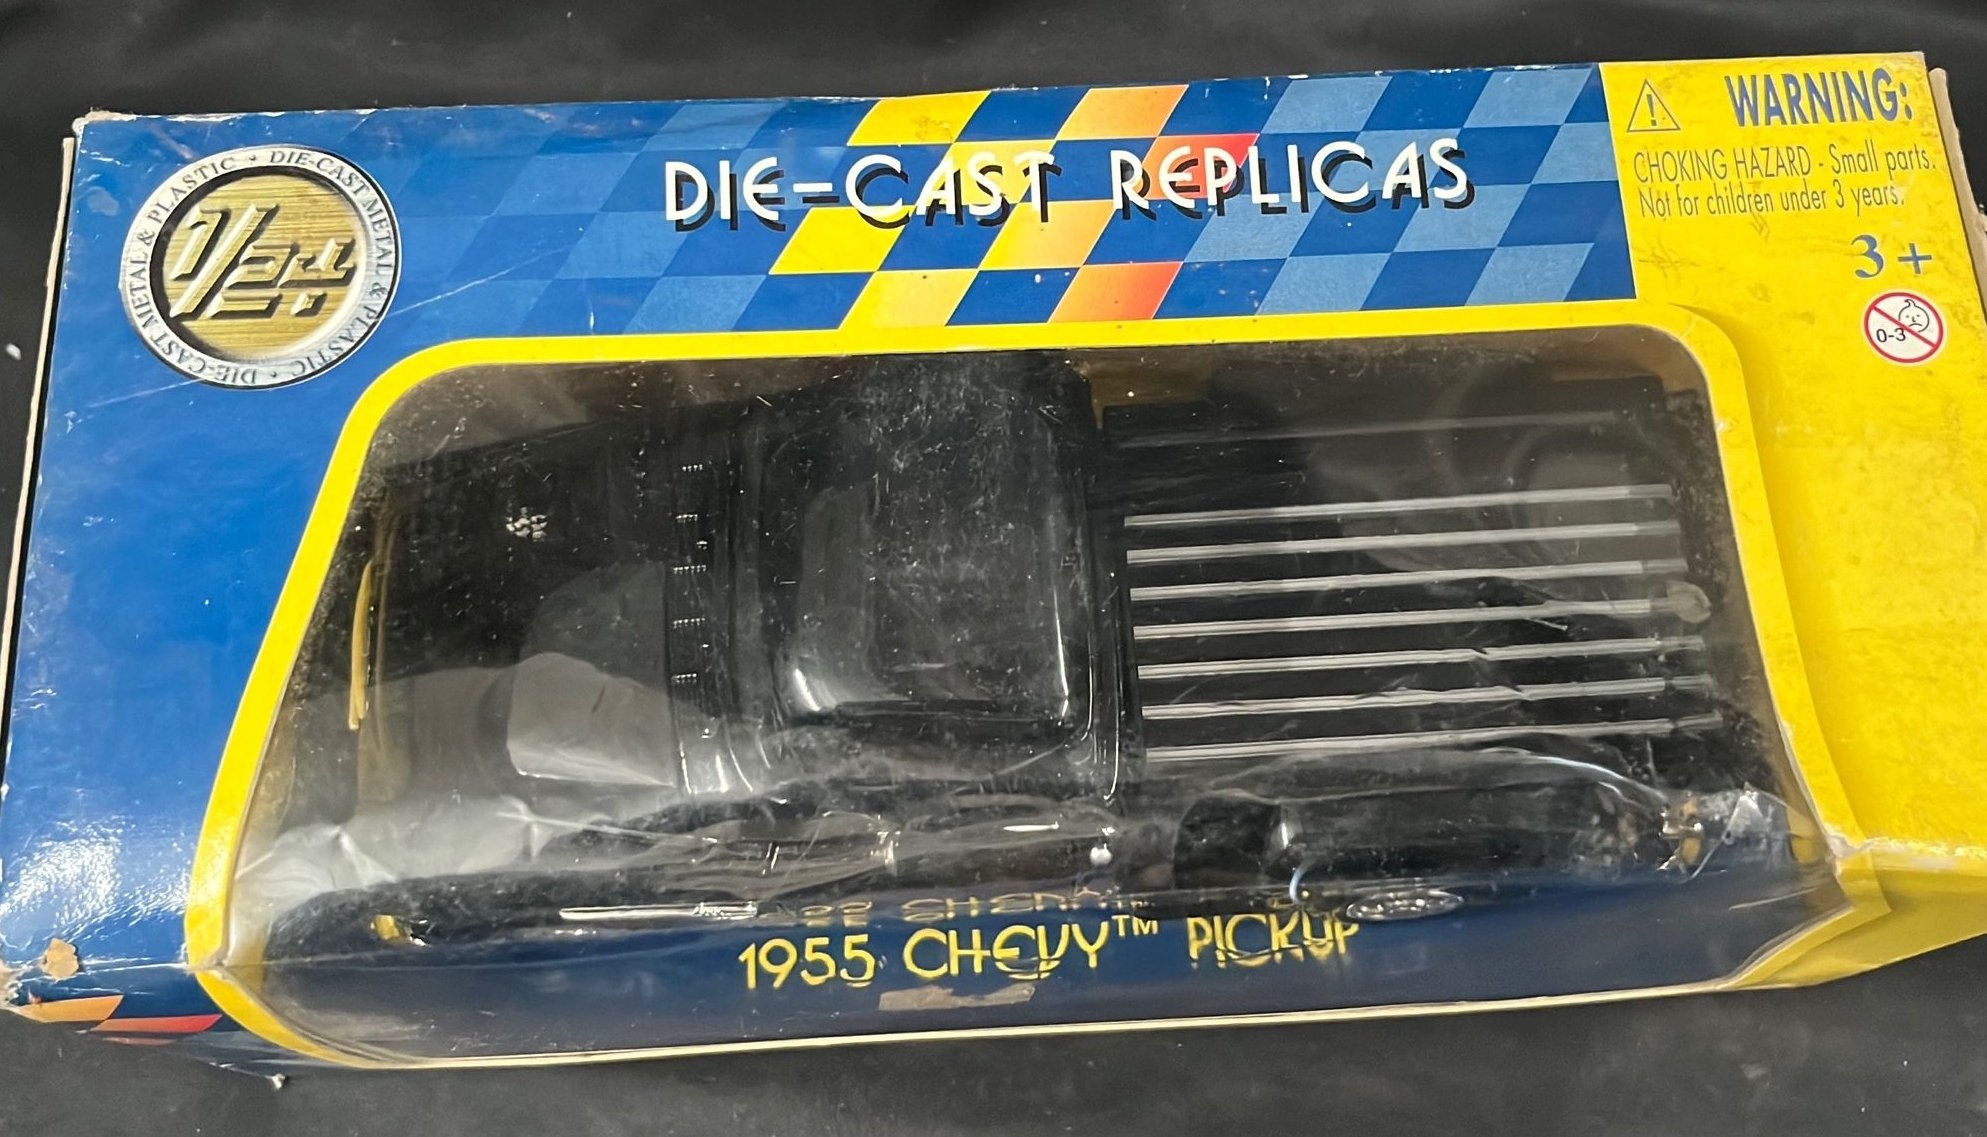 DIE-CAST METAL & PLASTIC • DIE-CAST METAL & PLASTIC •
1/24
DIE-CAST REPLICAS
WARNING:
CHOKING HAZARD - Small parts.
Not for children under 3 years.
3+
0-3
1955 CHEVY™ PICKUP